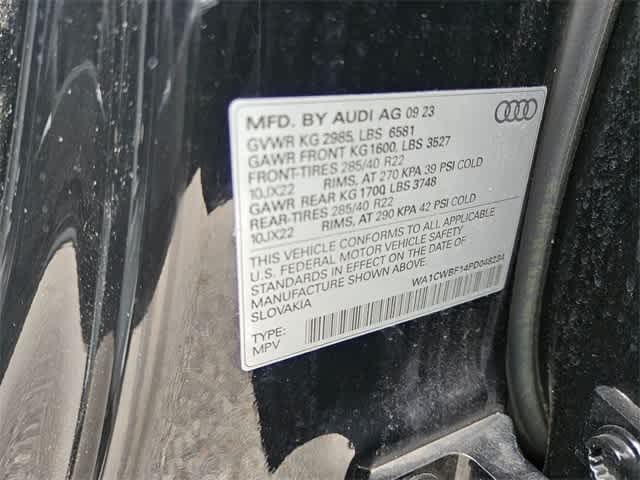 MFD. BY AUDI AG 09 23
GVWR KG 2985, LBS 6581
GAWR FRONT KG1600, LBS 3527
FRONT-TIRES 285/40 R22
10JX22 RIMS, AT 270 KPA 39 PSI COLD
GAWR REAR KG 1700, LBS 3748
REAR-TIRES 285/40 R22
10JX22 RIMS, AT 290 KPA 42 PSI COLD
THIS VEHICLE CONFORMS TO ALL APPLICABLE
U.S. FEDERAL MOTOR VEHICLE SAFETY
STANDARDS IN EFFECT ON THE DATE OF
MANUFACTURE SHOWN ABOVE.
SLOVAKIA
WA1CWBF14PD048234
TYPE:
MPV